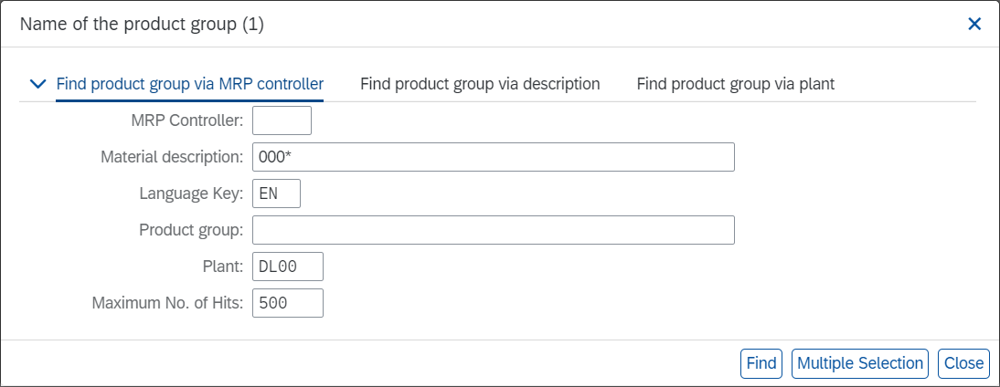 Name of the product group (1)
Find product group via MRP controller Find product group via description Find product group via plant
MRP Controller:
Material description: 000*
Language Key: EN
Product group:
Plant: DL00
Maximum No. of Hits: 500
Find Multiple Selection Close